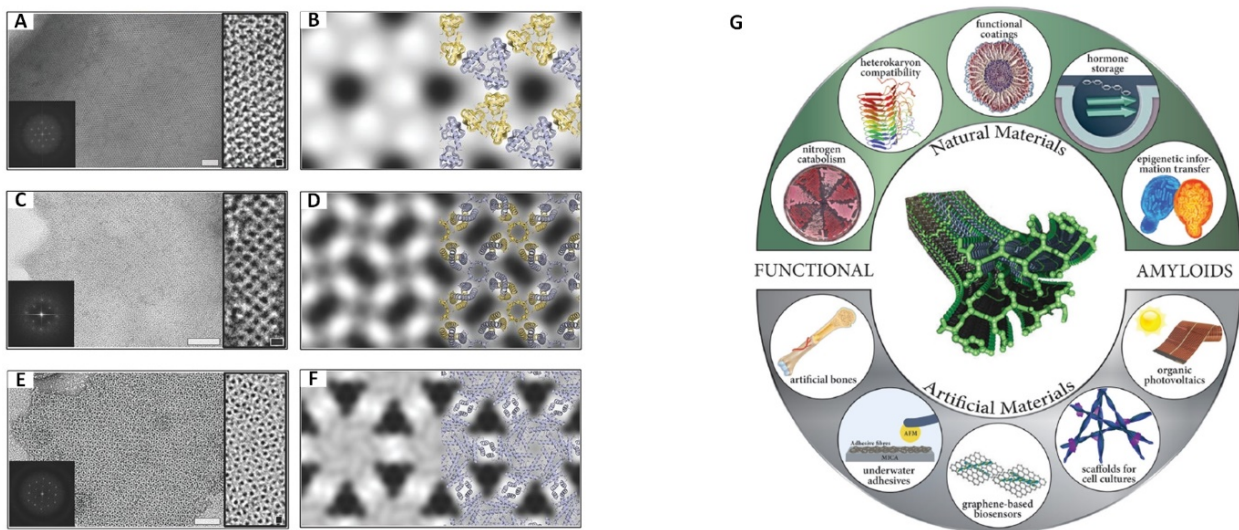 A
B
C
D
E
F
G
functional
coatings
heterokaryon
compatibility
hormone
storage
nitrogen
catabolism
epigenetic infor-
mation transfer
Natural Materials
FUNCTIONAL
AMYLOIDS
Artificial Materials
artificial bones
organic
photovoltaics
AFM
Adhesive fibres
MICA
underwater
adhesives
graphene-based
biosensors
scaffolds for
cell cultures